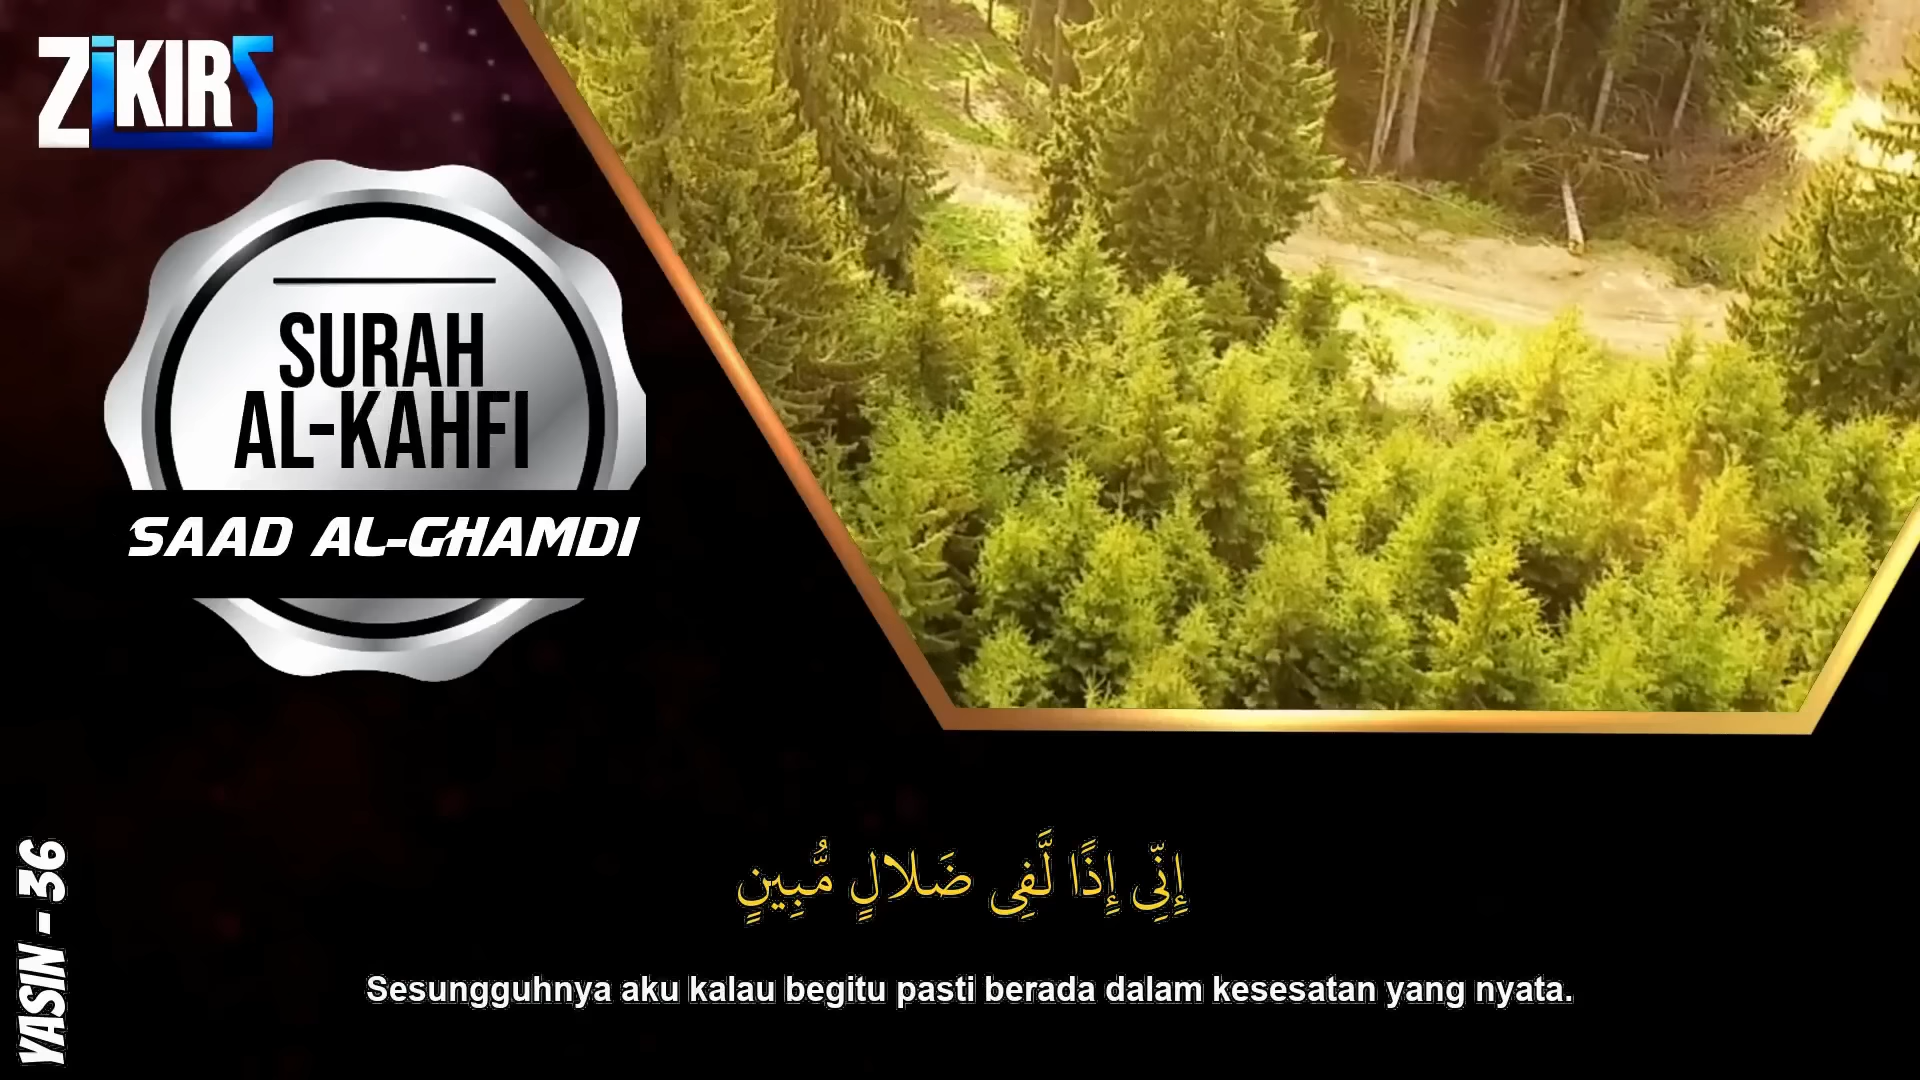 ZiKIRS
SURAH
AL-KAHFI
SAAD AL-GHAMDI
إِنِّى إِذًا لَّفِى ضَلالٍ مُّبِينٍ
Sesungguhnya aku kalau begitu pasti berada dalam kesesatan yang nyata.
YASIN - 36